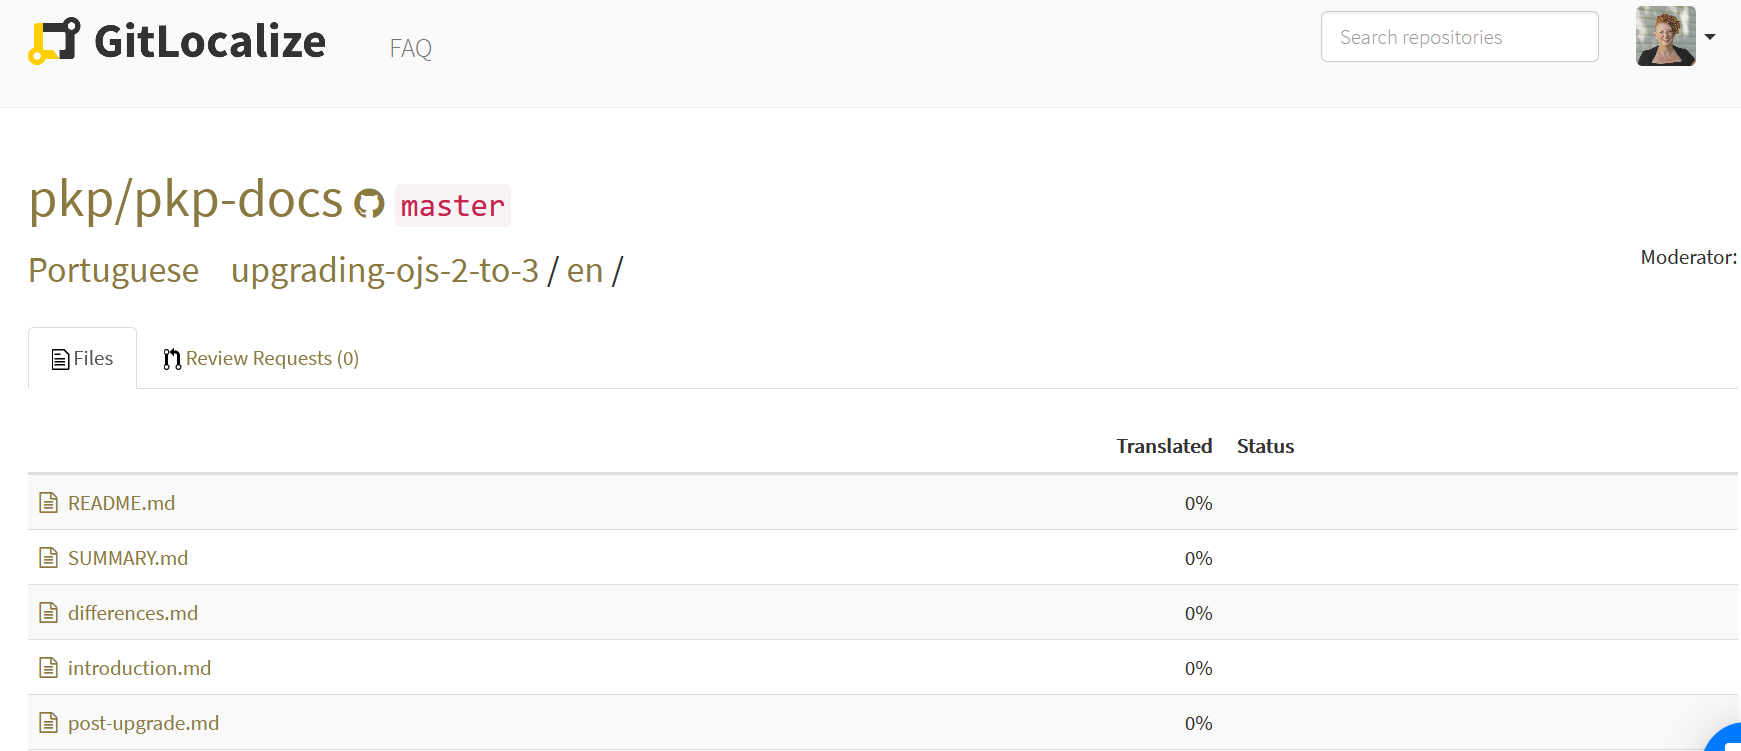 GitLocalize FAQ Search repositories
pkp/pkp-docs master
Portuguese upgrading-ojs-2-to-3 / en /
Moderator:
Files Review Requests (0)
Translated Status
README.md 0%
SUMMARY.md 0%
differences.md 0%
introduction.md 0%
post-upgrade.md 0%